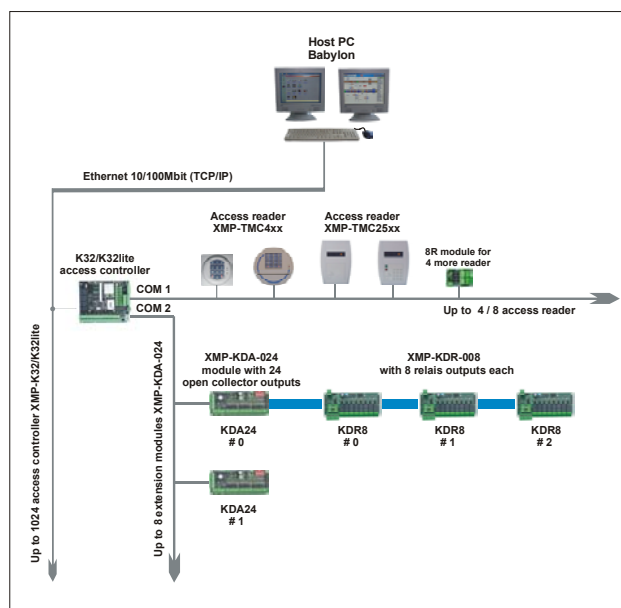 Host PC
Babylon
Ethernet 10/100Mbit (TCP/IP)
Access reader
XMP-TMC4xx
Access reader
XMP-TMC25xx
8R module for
4 more reader
K32/K32lite
access controller
COM 1
COM 2
Up to 4 / 8 access reader
XMP-KDA-024
module with 24
open collector outputs
XMP-KDR-008
with 8 relais outputs each
KDA24
# 0
KDR8
# 0
KDR8
# 1
KDR8
# 2
KDA24
# 1
Up to 1024 access controller XMP-K32/K32lite
Up to 8 extension modules XMP-KDA-024